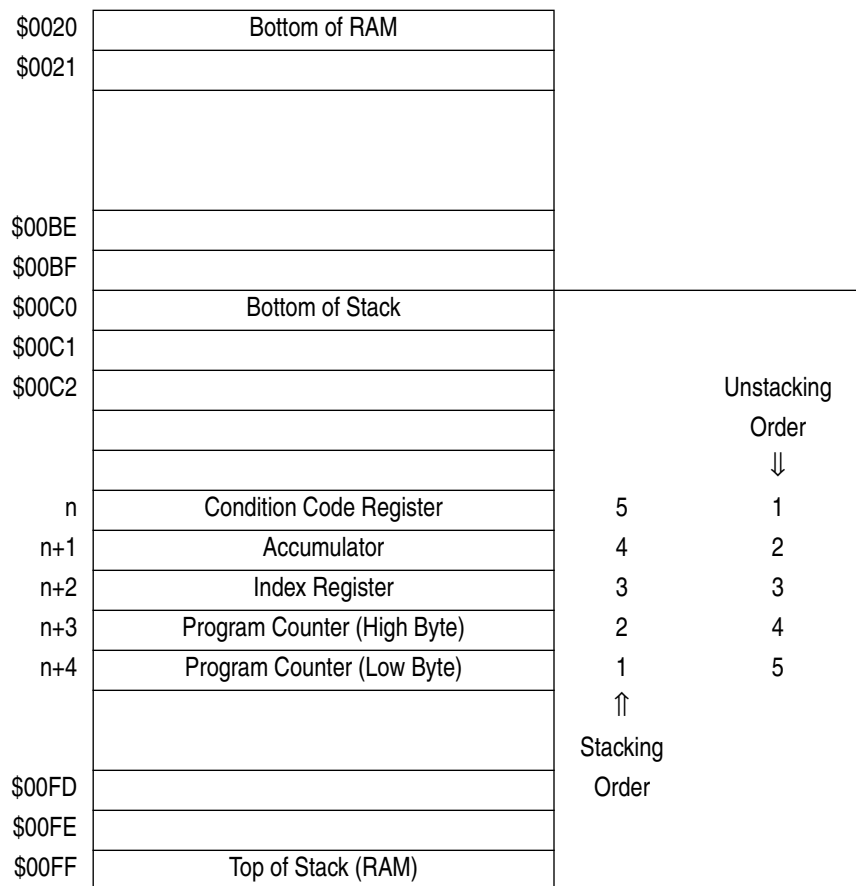 $0020 Bottom of RAM
$0021
$00BE
$00BF
$00C0 Bottom of Stack
$00C1
$00C2 Unstacking
Order
⇓
n Condition Code Register 5 1
n+1 Accumulator 4 2
n+2 Index Register 3 3
n+3 Program Counter (High Byte) 2 4
n+4 Program Counter (Low Byte) 1 5
⇑
Stacking
$00FD Order
$00FE
$00FF Top of Stack (RAM)